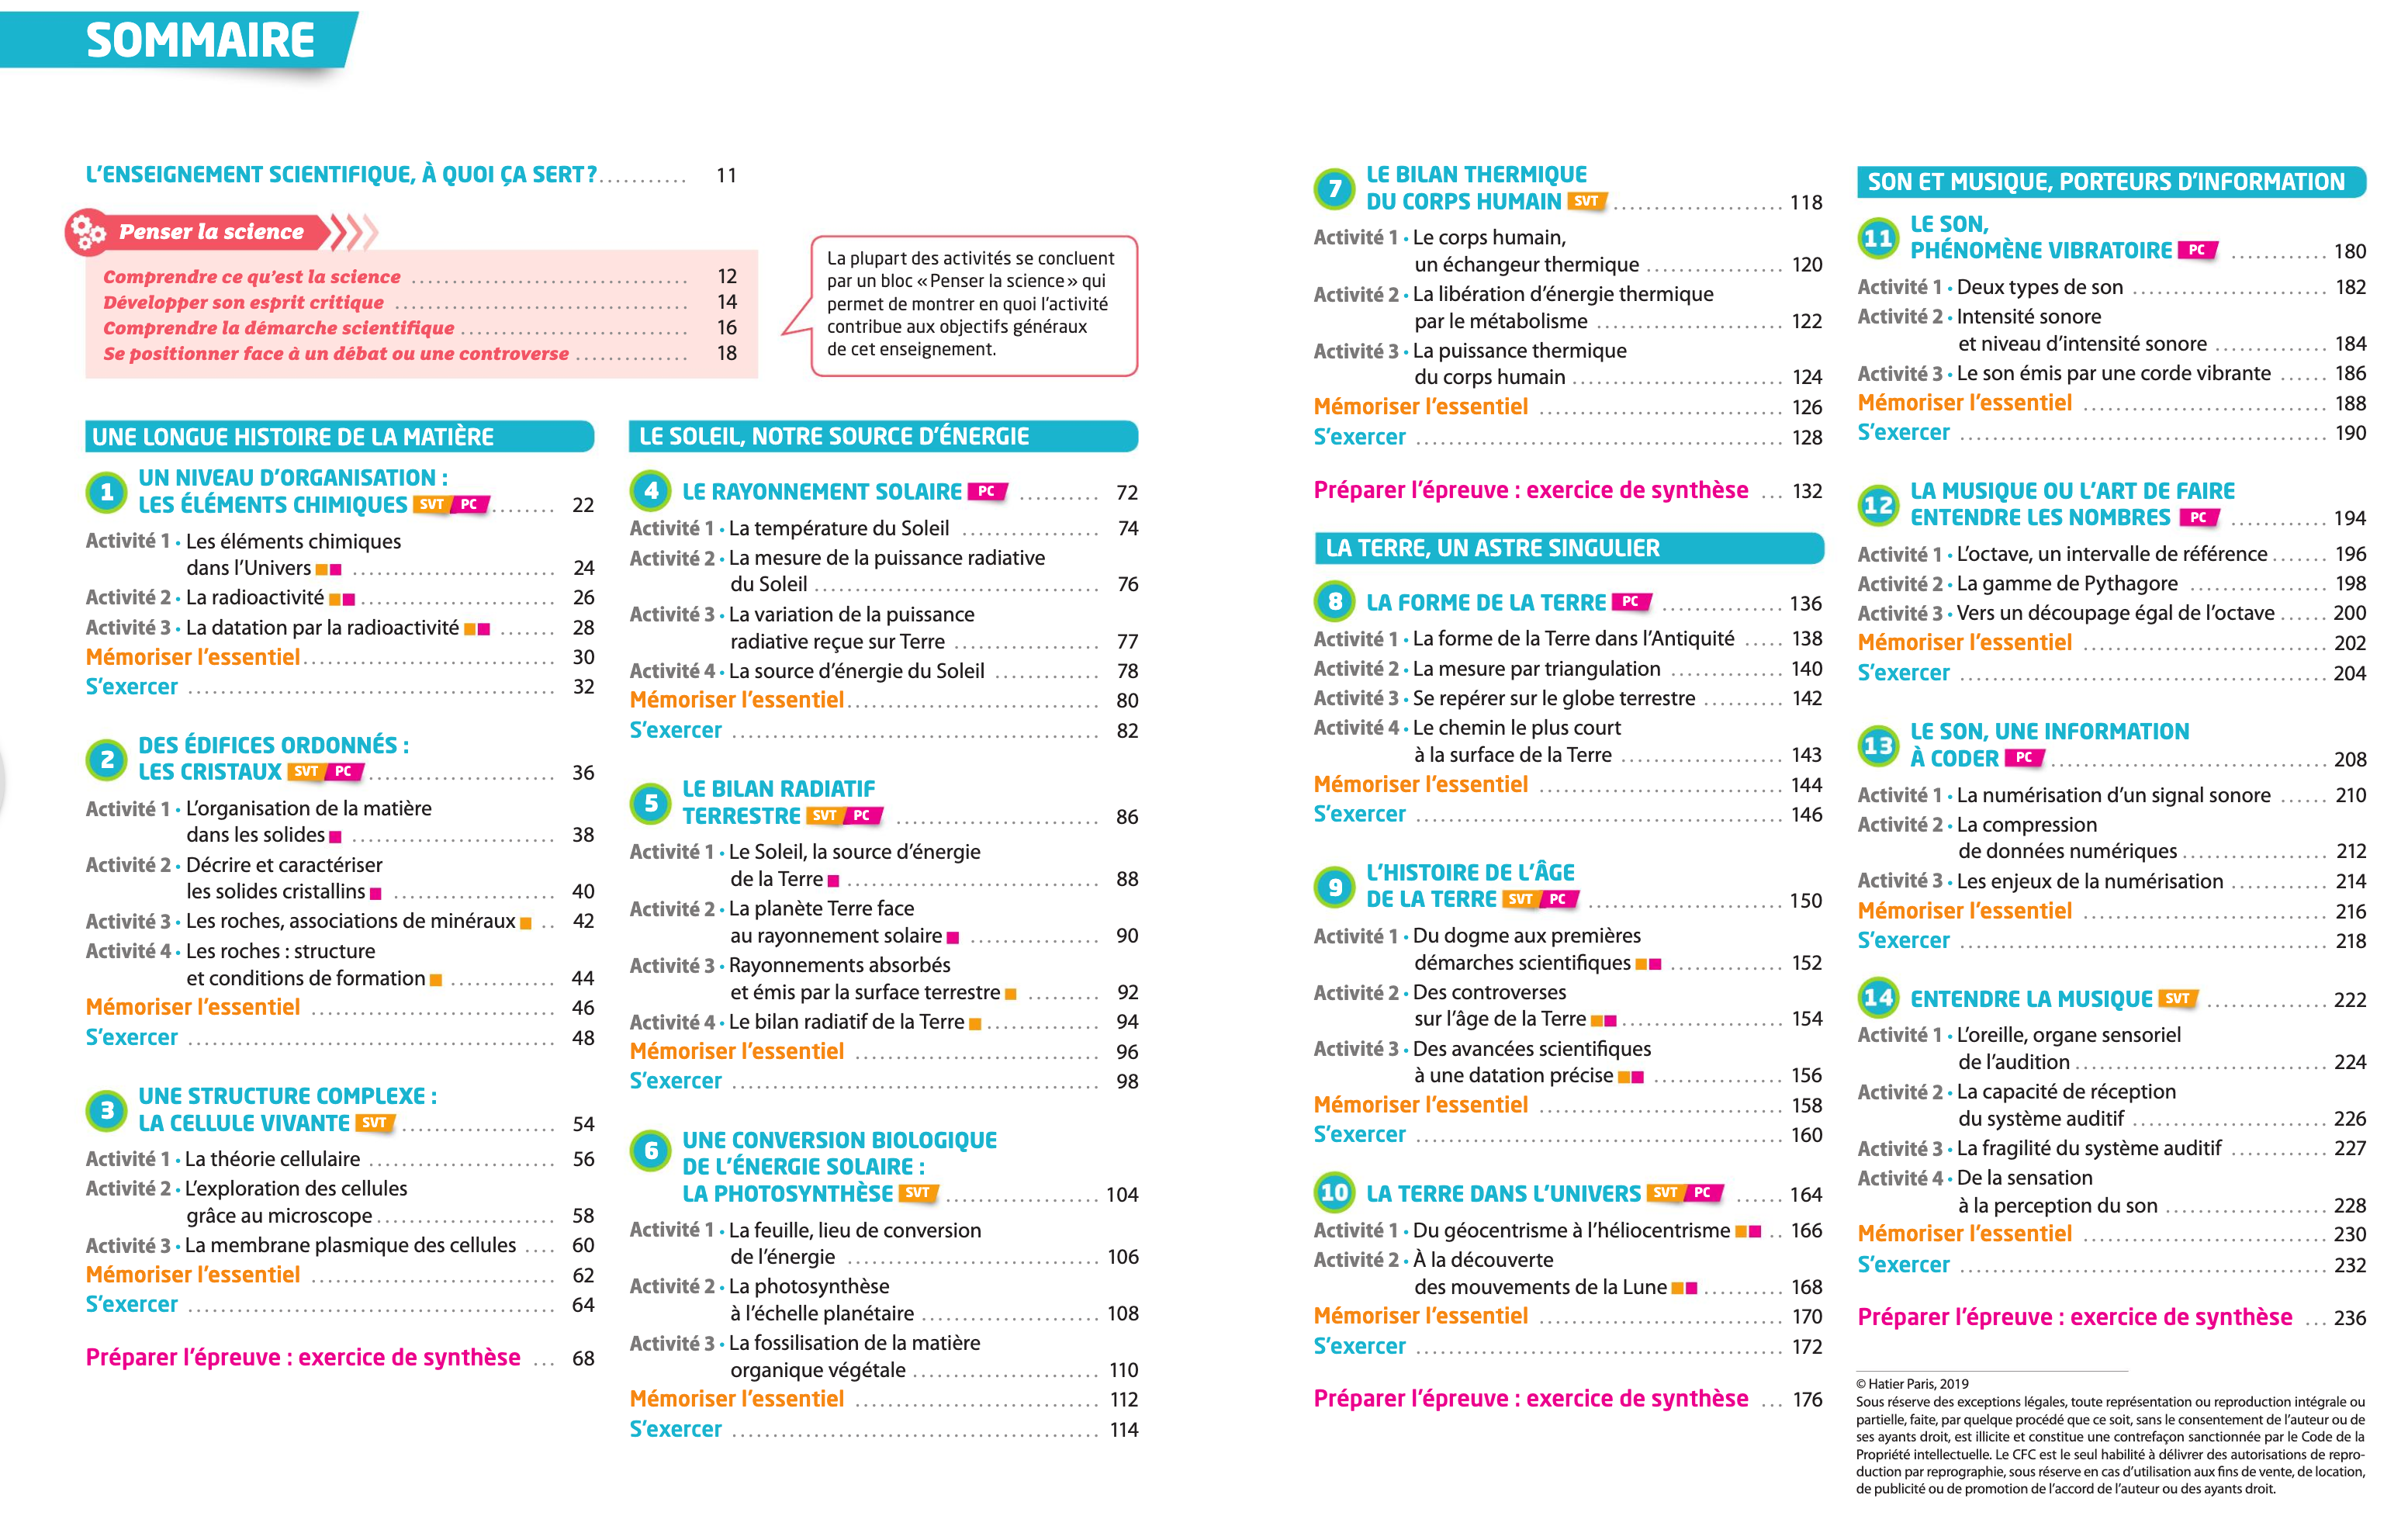 SOMMAIRE
L'ENSEIGNEMENT SCIENTIFIQUE, À QUOI ÇA SERT ? ........... 11
Penser la science
Comprendre ce qu'est la science ........... 12
Développer son esprit critique ........... 14
Comprendre la démarche scientifique ........... 16
Se positionner face à un débat ou une controverse ........... 18
La plupart des activités se concluent
par un bloc « Penser la science » qui
permet de montrer en quoi l'activité
contribue aux objectifs généraux
de cet enseignement.
UNE LONGUE HISTOIRE DE LA MATIÈRE
1 UN NIVEAU D'ORGANISATION :
LES ÉLÉMENTS CHIMIQUES SVT PC ........ 22
Activité 1 • Les éléments chimiques
dans l'Univers ........... 24
Activité 2 • La radioactivité ........... 26
Activité 3 • La datation par la radioactivité ....... 28
Mémoriser l'essentiel ........... 30
S'exercer ........... 32
2 DES ÉDIFICES ORDONNÉS :
LES CRISTAUX SVT PC ........... 36
Activité 1 • L'organisation de la matière
dans les solides ........... 38
Activité 2 • Décrire et caractériser
les solides cristallins ........... 40
Activité 3 • Les roches, associations de minéraux .. 42
Activité 4 • Les roches : structure
et conditions de formation ........... 44
Mémoriser l'essentiel ........... 46
S'exercer ........... 48
3 UNE STRUCTURE COMPLEXE :
LA CELLULE VIVANTE SVT ........... 54
Activité 1 • La théorie cellulaire ........... 56
Activité 2 • L'exploration des cellules
grâce au microscope ........... 58
Activité 3 • La membrane plasmique des cellules .... 60
Mémoriser l'essentiel ........... 62
S'exercer ........... 64
Préparer l'épreuve : exercice de synthèse ... 68
LE SOLEIL, NOTRE SOURCE D'ÉNERGIE
4 LE RAYONNEMENT SOLAIRE PC .......... 72
Activité 1 • La température du Soleil ........... 74
Activité 2 • La mesure de la puissance radiative
du Soleil ........... 76
Activité 3 • La variation de la puissance
radiative reçue sur Terre ........... 77
Activité 4 • La source d'énergie du Soleil ........... 78
Mémoriser l'essentiel ........... 80
S'exercer ........... 82
5 LE BILAN RADIATIF
TERRESTRE SVT PC ........... 86
Activité 1 • Le Soleil, la source d'énergie
de la Terre ........... 88
Activité 2 • La planète Terre face
au rayonnement solaire ........... 90
Activité 3 • Rayonnements absorbés
et émis par la surface terrestre ......... 92
Activité 4 • Le bilan radiatif de la Terre ........... 94
Mémoriser l'essentiel ........... 96
S'exercer ........... 98
6 UNE CONVERSION BIOLOGIQUE
DE L'ÉNERGIE SOLAIRE :
LA PHOTOSYNTHÈSE SVT ........... 104
Activité 1 • La feuille, lieu de conversion
de l'énergie ........... 106
Activité 2 • La photosynthèse
à l'échelle planétaire ........... 108
Activité 3 • La fossilisation de la matière
organique végétale ........... 110
Mémoriser l'essentiel ........... 112
S'exercer ........... 114
7 LE BILAN THERMIQUE
DU CORPS HUMAIN SVT ........... 118
Activité 1 • Le corps humain,
un échangeur thermique ........... 120
Activité 2 • La libération d'énergie thermique
par le métabolisme ........... 122
Activité 3 • La puissance thermique
du corps humain ........... 124
Mémoriser l'essentiel ........... 126
S'exercer ........... 128
Préparer l'épreuve : exercice de synthèse ... 132
LA TERRE, UN ASTRE SINGULIER
8 LA FORME DE LA TERRE PC ........... 136
Activité 1 • La forme de la Terre dans l'Antiquité ..... 138
Activité 2 • La mesure par triangulation ........... 140
Activité 3 • Se repérer sur le globe terrestre .......... 142
Activité 4 • Le chemin le plus court
à la surface de la Terre ........... 143
Mémoriser l'essentiel ........... 144
S'exercer ........... 146
9 L'HISTOIRE DE L'ÂGE
DE LA TERRE SVT PC ........... 150
Activité 1 • Du dogme aux premières
démarches scientifiques ........... 152
Activité 2 • Des controverses
sur l'âge de la Terre ........... 154
Activité 3 • Des avancées scientifiques
à une datation précise ........... 156
Mémoriser l'essentiel ........... 158
S'exercer ........... 160
10 LA TERRE DANS L'UNIVERS SVT PC ...... 164
Activité 1 • Du géocentrisme à l'héliocentrisme .. 166
Activité 2 • À la découverte
des mouvements de la Lune .......... 168
Mémoriser l'essentiel ........... 170
S'exercer ........... 172
Préparer l'épreuve : exercice de synthèse ... 176
SON ET MUSIQUE, PORTEURS D'INFORMATION
11 LE SON,
PHÉNOMÈNE VIBRATOIRE PC ........... 180
Activité 1 • Deux types de son ........... 182
Activité 2 • Intensité sonore
et niveau d'intensité sonore ........... 184
Activité 3 • Le son émis par une corde vibrante ...... 186
Mémoriser l'essentiel ........... 188
S'exercer ........... 190
12 LA MUSIQUE OU L'ART DE FAIRE
ENTENDRE LES NOMBRES PC ........... 194
Activité 1 • L'octave, un intervalle de référence ....... 196
Activité 2 • La gamme de Pythagore ........... 198
Activité 3 • Vers un découpage égal de l'octave ...... 200
Mémoriser l'essentiel ........... 202
S'exercer ........... 204
13 LE SON, UNE INFORMATION
À CODER PC ........... 208
Activité 1 • La numérisation d'un signal sonore ...... 210
Activité 2 • La compression
de données numériques ........... 212
Activité 3 • Les enjeux de la numérisation ........... 214
Mémoriser l'essentiel ........... 216
S'exercer ........... 218
14 ENTENDRE LA MUSIQUE SVT ........... 222
Activité 1 • L'oreille, organe sensoriel
de l'audition ........... 224
Activité 2 • La capacité de réception
du système auditif ........... 226
Activité 3 • La fragilité du système auditif ........... 227
Activité 4 • De la sensation
à la perception du son ........... 228
Mémoriser l'essentiel ........... 230
S'exercer ........... 232
Préparer l'épreuve : exercice de synthèse ... 236
© Hatier Paris, 2019
Sous réserve des exceptions légales, toute représentation ou reproduction intégrale ou
partielle, faite, par quelque procédé que ce soit, sans le consentement de l'auteur ou de
ses ayants droit, est illicite et constitue une contrefaçon sanctionnée par le Code de la
Propriété intellectuelle. Le CFC est le seul habilité à délivrer des autorisations de repro-
duction par reprographie, sous réserve en cas d'utilisation aux fins de vente, de location,
de publicité ou de promotion de l'accord de l'auteur ou des ayants droit.